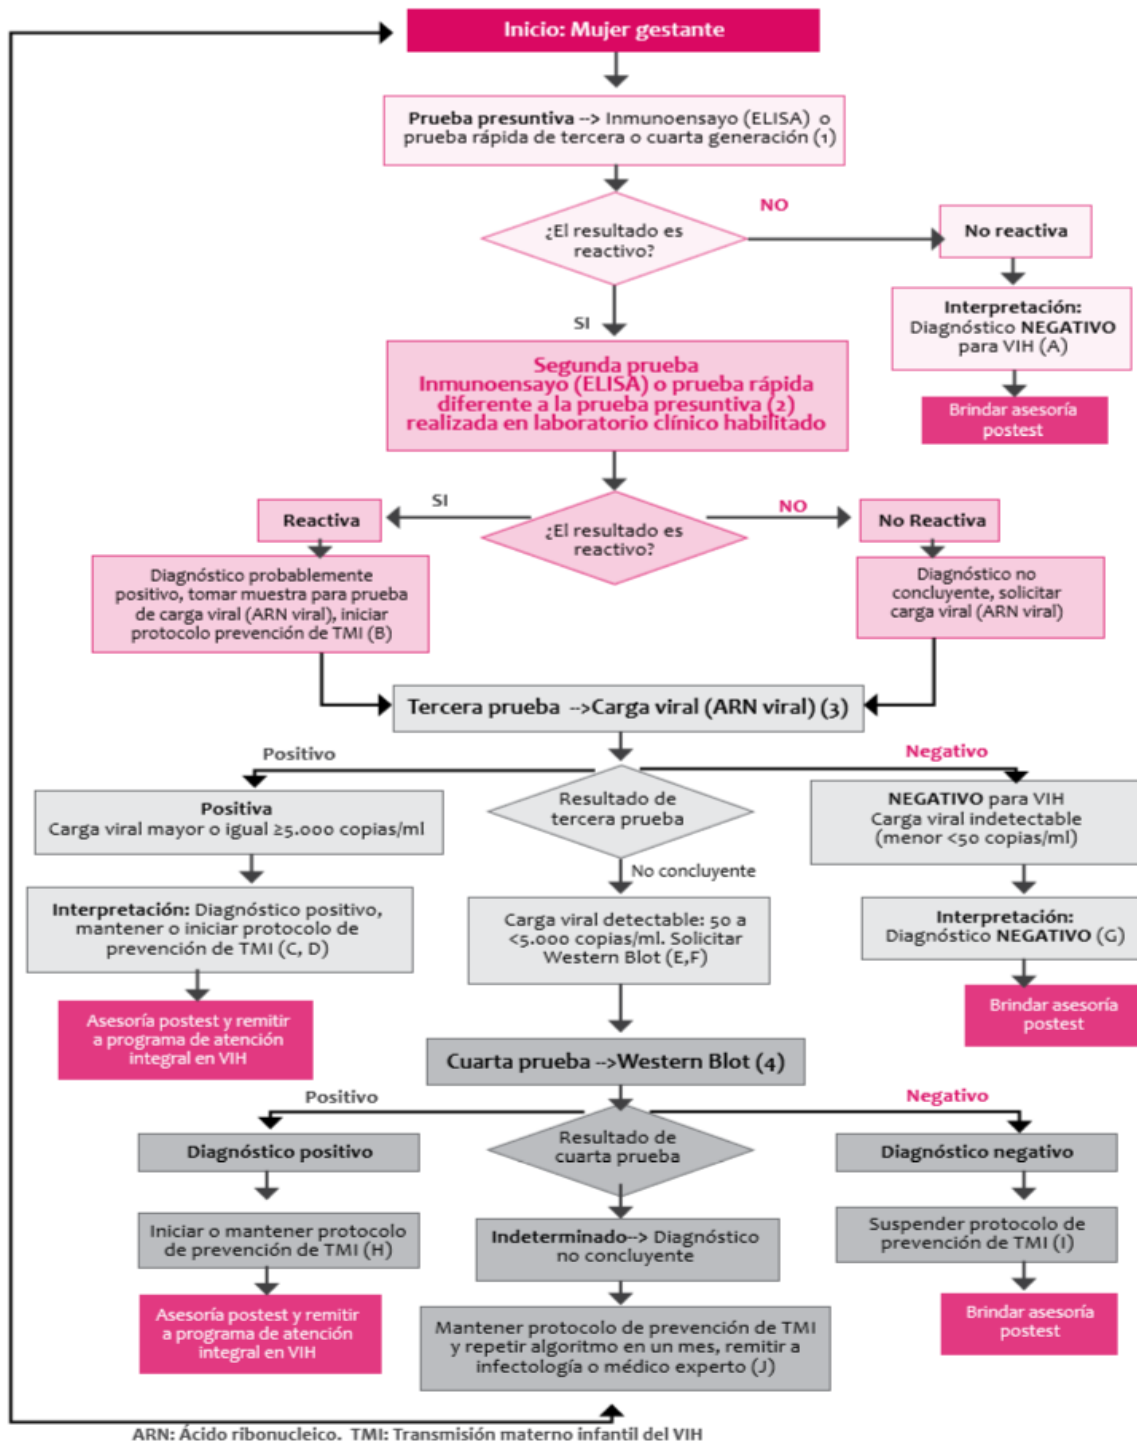 Inicio: Mujer gestante
Prueba presuntiva --> Inmunoensayo (ELISA) o
prueba rápida de tercera o cuarta generación (1)
¿El resultado es
reactivo?
NO
No reactiva
Interpretación:
Diagnóstico NEGATIVO
para VIH (A)
Brindar asesoría
postest
SI
Segunda prueba
Inmunoensayo (ELISA) o prueba rápida
diferente a la prueba presuntiva (2)
realizada en laboratorio clínico habilitado
¿El resultado es
reactivo?
SI
Reactiva
Diagnóstico probablemente
positivo, tomar muestra para prueba
de carga viral (ARN viral), iniciar
protocolo prevención de TMI (B)
NO
No Reactiva
Diagnóstico no
concluyente, solicitar
carga viral (ARN viral)
Tercera prueba -->Carga viral (ARN viral) (3)
Resultado de
tercera prueba
Positivo
Positiva
Carga viral mayor o igual ≥5.000 copias/ml
Interpretación: Diagnóstico positivo,
mantener o iniciar protocolo de
prevención de TMI (C, D)
Asesoría postest y remitir
a programa de atención
integral en VIH
No concluyente
Carga viral detectable: 50 a
<5.000 copias/ml. Solicitar
Western Blot (E,F)
Negativo
NEGATIVO para VIH
Carga viral indetectable
(menor <50 copias/ml)
Interpretación:
Diagnóstico NEGATIVO (G)
Brindar asesoría
postest
Cuarta prueba -->Western Blot (4)
Resultado de
cuarta prueba
Positivo
Diagnóstico positivo
Iniciar o mantener protocolo
de prevención de TMI (H)
Asesoría postest y remitir
a programa de atención
integral en VIH
Indeterminado--> Diagnóstico
no concluyente
Mantener protocolo de prevención de TMI
y repetir algoritmo en un mes, remitir a
infectología o médico experto (J)
Negativo
Diagnóstico negativo
Suspender protocolo de
prevención de TMI (I)
Brindar asesoría
postest
ARN: Ácido ribonucleico. TMI: Transmisión materno infantil del VIH